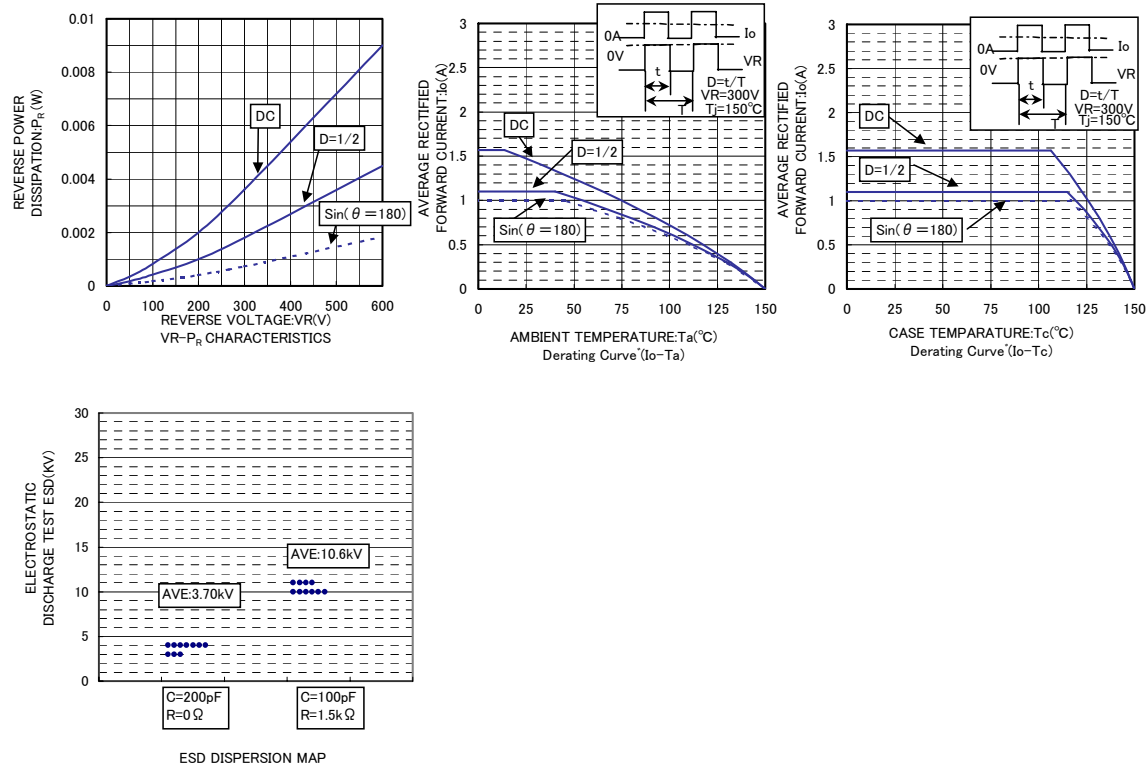 0.01
0.008
0.006
0.004
0.002
0
REVERSE POWER
DISSIPATION:PR (W)
DC
D=1/2
Sin(θ=180)
0 100 200 300 400 500 600
REVERSE VOLTAGE:VR(V)
VR-PR CHARACTERISTICS
3
2.5
2
1.5
1
0.5
0
AVERAGE RECTIFIED
FORWARD CURRENT:Io(A)
0A
Io
0V
VR
t
T
D=t/T
VR=300V
Tj=150℃
DC
D=1/2
Sin(θ=180)
0 25 50 75 100 125 150
AMBIENT TEMPERATURE:Ta(℃)
Derating Curve"(Io-Ta)
3
2.5
2
1.5
1
0.5
0
AVERAGE RECTIFIED
FORWARD CURRENT:Io(A)
0A
Io
0V
VR
t
T
D=t/T
VR=300V
Tj=150℃
DC
D=1/2
Sin(θ=180)
0 25 50 75 100 125 150
CASE TEMPARATURE:Tc(℃)
Derating Curve"(Io-Tc)
30
25
20
15
10
5
0
ELECTROSTATIC
DISCHARGE TEST ESD(KV)
AVE:3.70kV
AVE:10.6kV
C=200pF
R=0Ω
C=100pF
R=1.5kΩ
ESD DISPERSION MAP